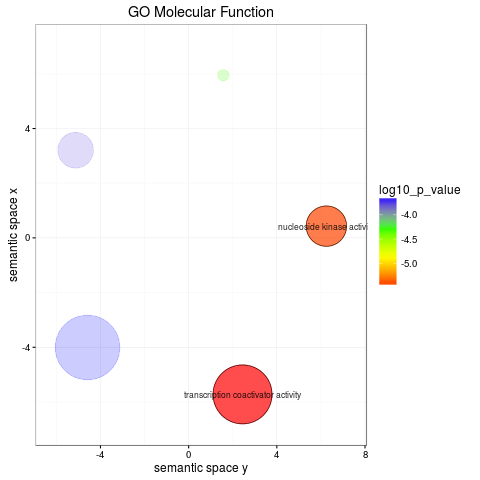 GO Molecular Function
semantic space x
4
0
-4
nucleoside kinase activi
transcription coactivator activity
-4
0
4
8
semantic space y
log10_p_value
-4.0
-4.5
-5.0